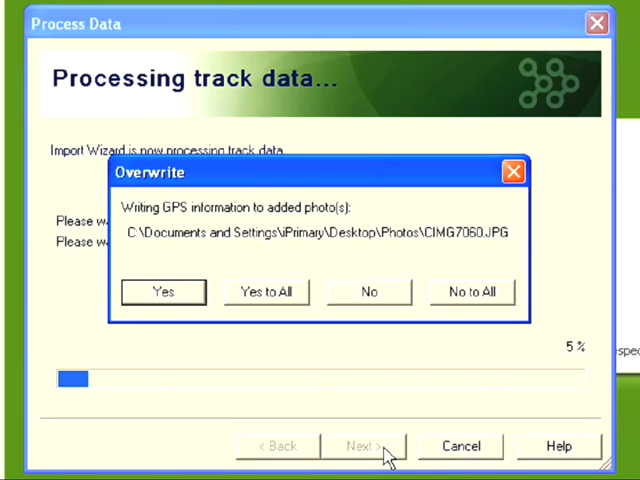 Process Data
Processing track data...
Import Wizard is now processing track data
Overwrite
Writing GPS information to added photo(s):
C:\Documents and Settings\iPrimary\Desktop\Photos\CIMG7060.JPG
Please w
Please w
Yes
Yes to All
No
No to All
5 %
< Back
Next >
Cancel
Help